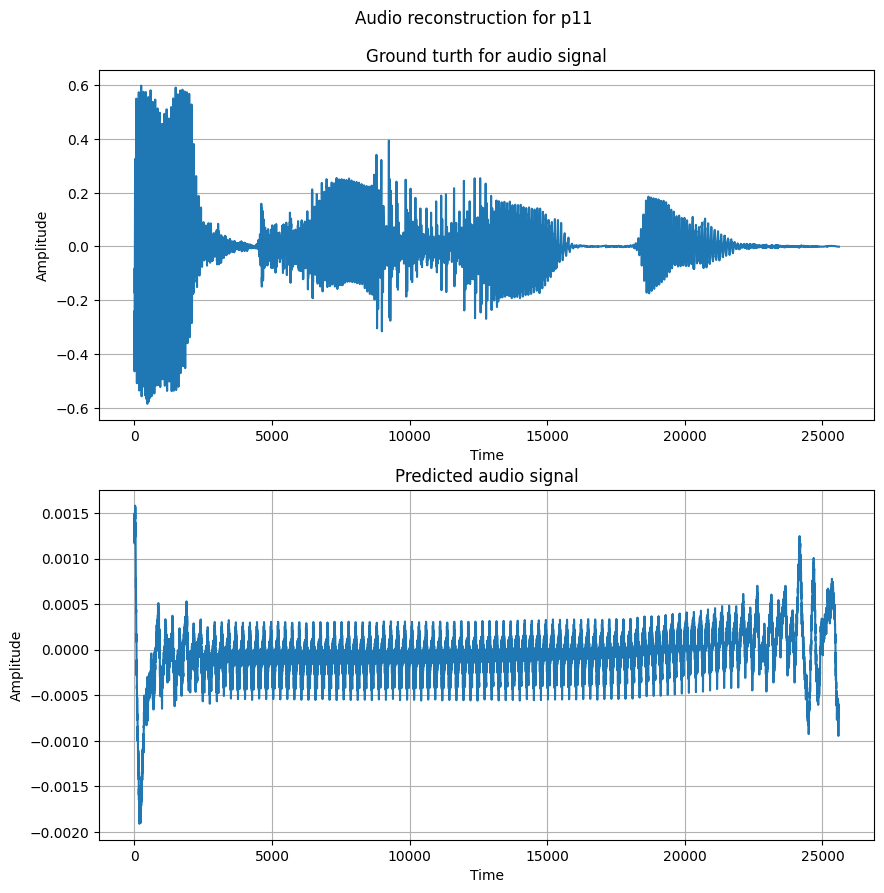 Audio reconstruction for p11
Ground turth for audio signal
0.6
0.4
0.2
0.0
−0.2
−0.4
−0.6
Amplitude
0 5000 10000 15000 20000 25000
Time
Predicted audio signal
0.0015
0.0010
0.0005
0.0000
−0.0005
−0.0010
−0.0015
−0.0020
Amplitude
0 5000 10000 15000 20000 25000
Time